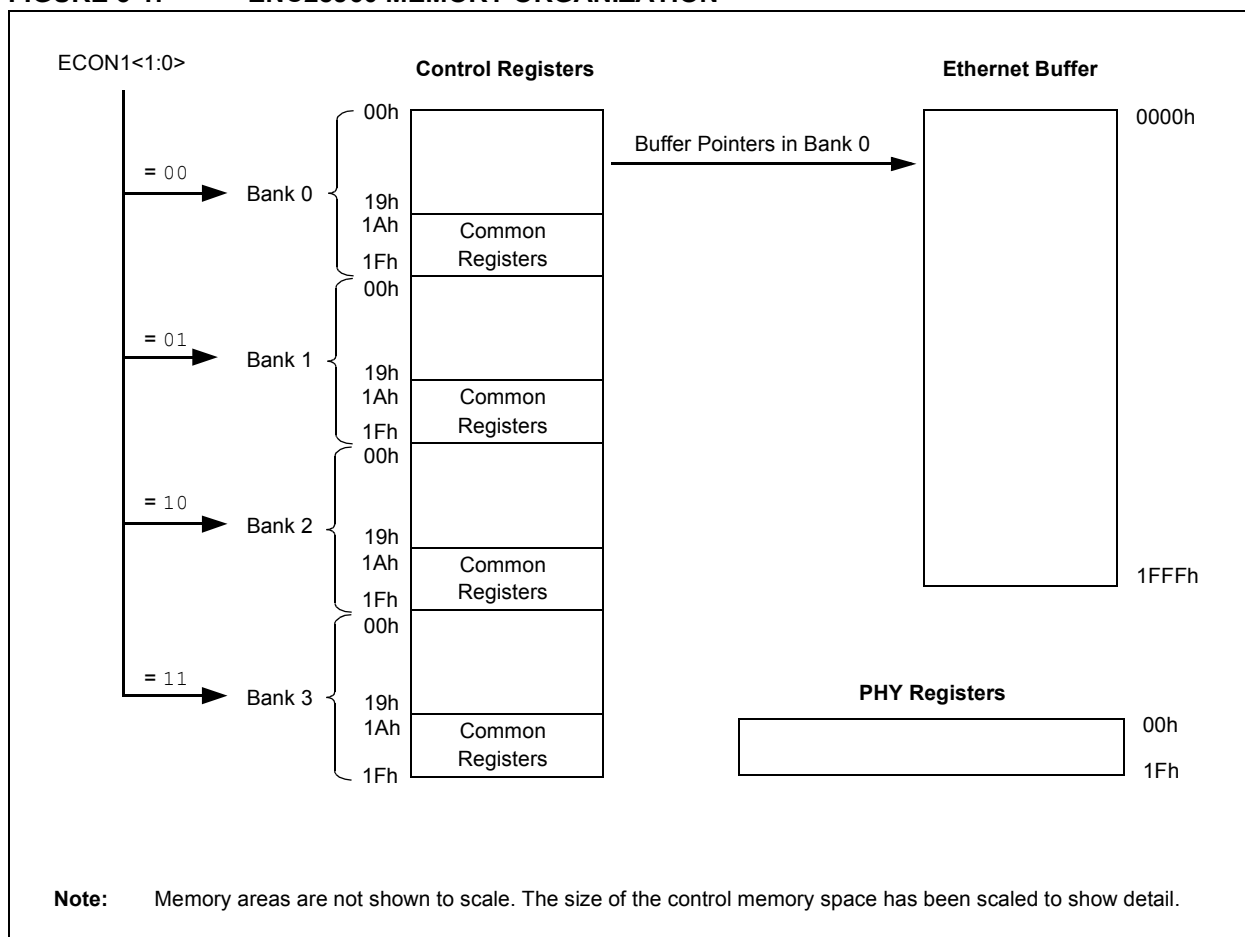 ECON1<1:0>
Control Registers
Ethernet Buffer
00h
0000h
Buffer Pointers in Bank 0
= 00
Bank 0
19h
1Ah
Common
Registers
1Fh
00h
= 01
Bank 1
19h
1Ah
Common
Registers
1Fh
00h
= 10
Bank 2
19h
1Ah
Common
Registers
1FFFh
1Fh
00h
= 11
Bank 3
19h
1Ah
Common
Registers
1Fh
PHY Registers
00h
1Fh
Note: Memory areas are not shown to scale. The size of the control memory space has been scaled to show detail.